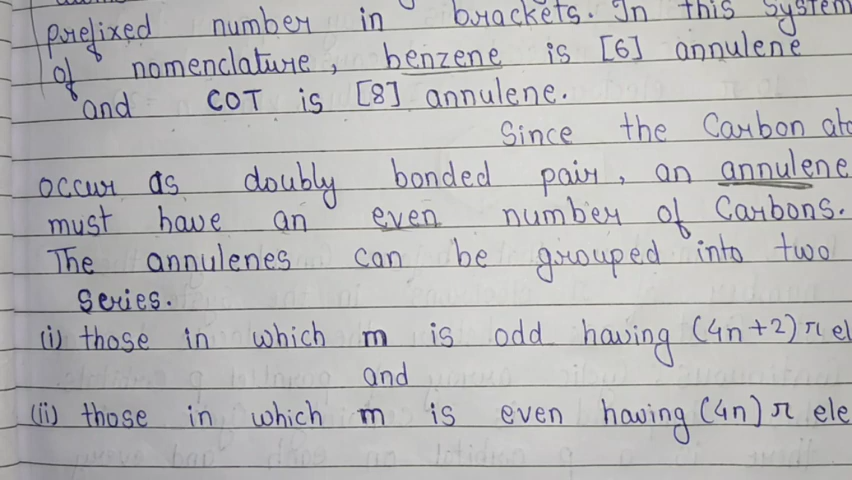 prefixed number in brackets. In this system
of nomenclature, benzene is [6] annulene
and COT is [8] annulene.
Since the Carbon ato
occur as doubly bonded pair, an annulene
must have an even number of Carbons.
The annulenes can be grouped into two
series.
(i) those in which m is odd having (4n+2) π el
and
(ii) those in which m is even having (4n) π ele